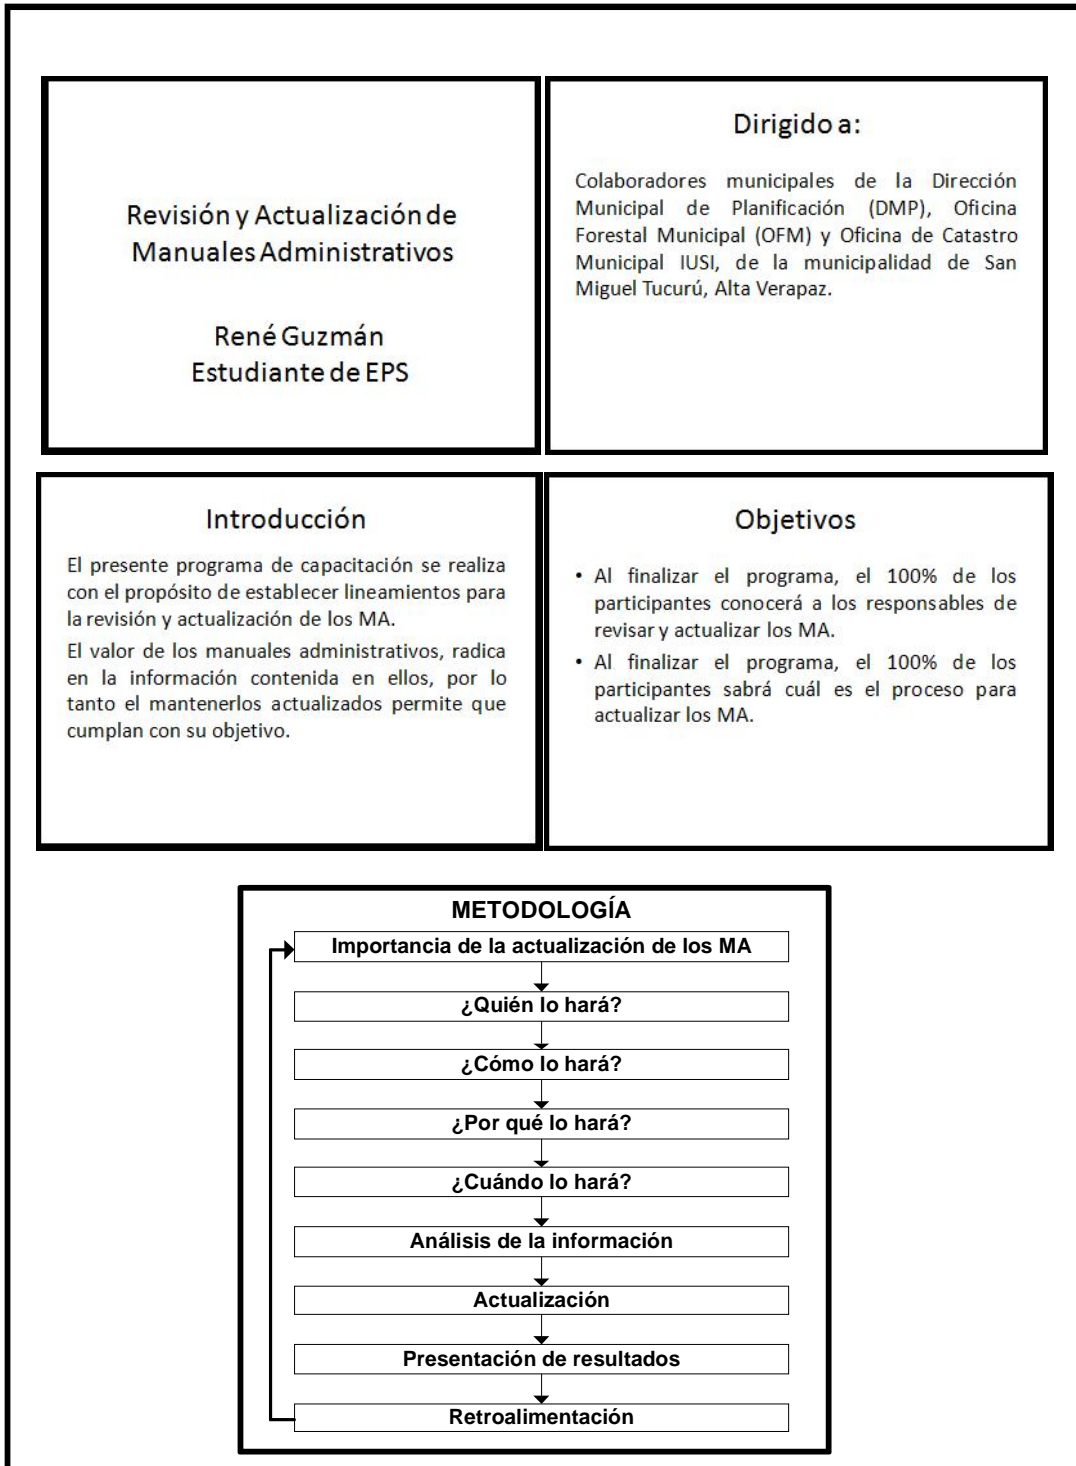 Revisión y Actualización de
Manuales Administrativos
René Guzmán
Estudiante de EPS
Dirigido a:
Colaboradores municipales de la Dirección
Municipal de Planificación (DMP), Oficina
Forestal Municipal (OFM) y Oficina de Catastro
Municipal IUSI, de la municipalidad de San
Miguel Tucurú, Alta Verapaz.
Introducción
El presente programa de capacitación se realiza
con el propósito de establecer lineamientos para
la revisión y actualización de los MA.
El valor de los manuales administrativos, radica
en la información contenida en ellos, por lo
tanto el mantenerlos actualizados permite que
cumplan con su objetivo.
Objetivos
• Al finalizar el programa, el 100% de los
participantes conocerá a los responsables de
revisar y actualizar los MA.
• Al finalizar el programa, el 100% de los
participantes sabrá cuál es el proceso para
actualizar los MA.
METODOLOGÍA
Importancia de la actualización de los MA
¿Quién lo hará?
¿Cómo lo hará?
¿Por qué lo hará?
¿Cuándo lo hará?
Análisis de la información
Actualización
Presentación de resultados
Retroalimentación